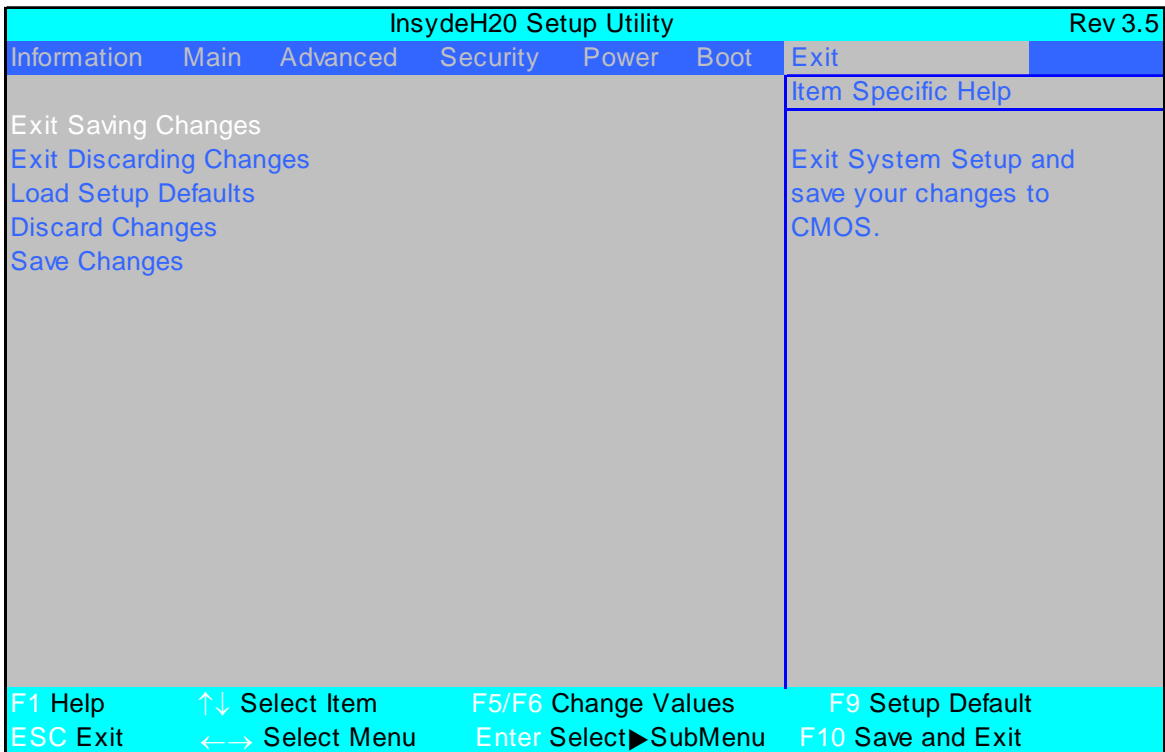 InsydeH20 Setup Utility Rev 3.5
Information Main Advanced Security Power Boot Exit
Item Specific Help
Exit Saving Changes
Exit Discarding Changes
Load Setup Defaults
Discard Changes
Save Changes
Exit System Setup and
save your changes to
CMOS.
F1 Help ↑↓ Select Item F5/F6 Change Values F9 Setup Default
ESC Exit ←→ Select Menu Enter Select▶SubMenu F10 Save and Exit